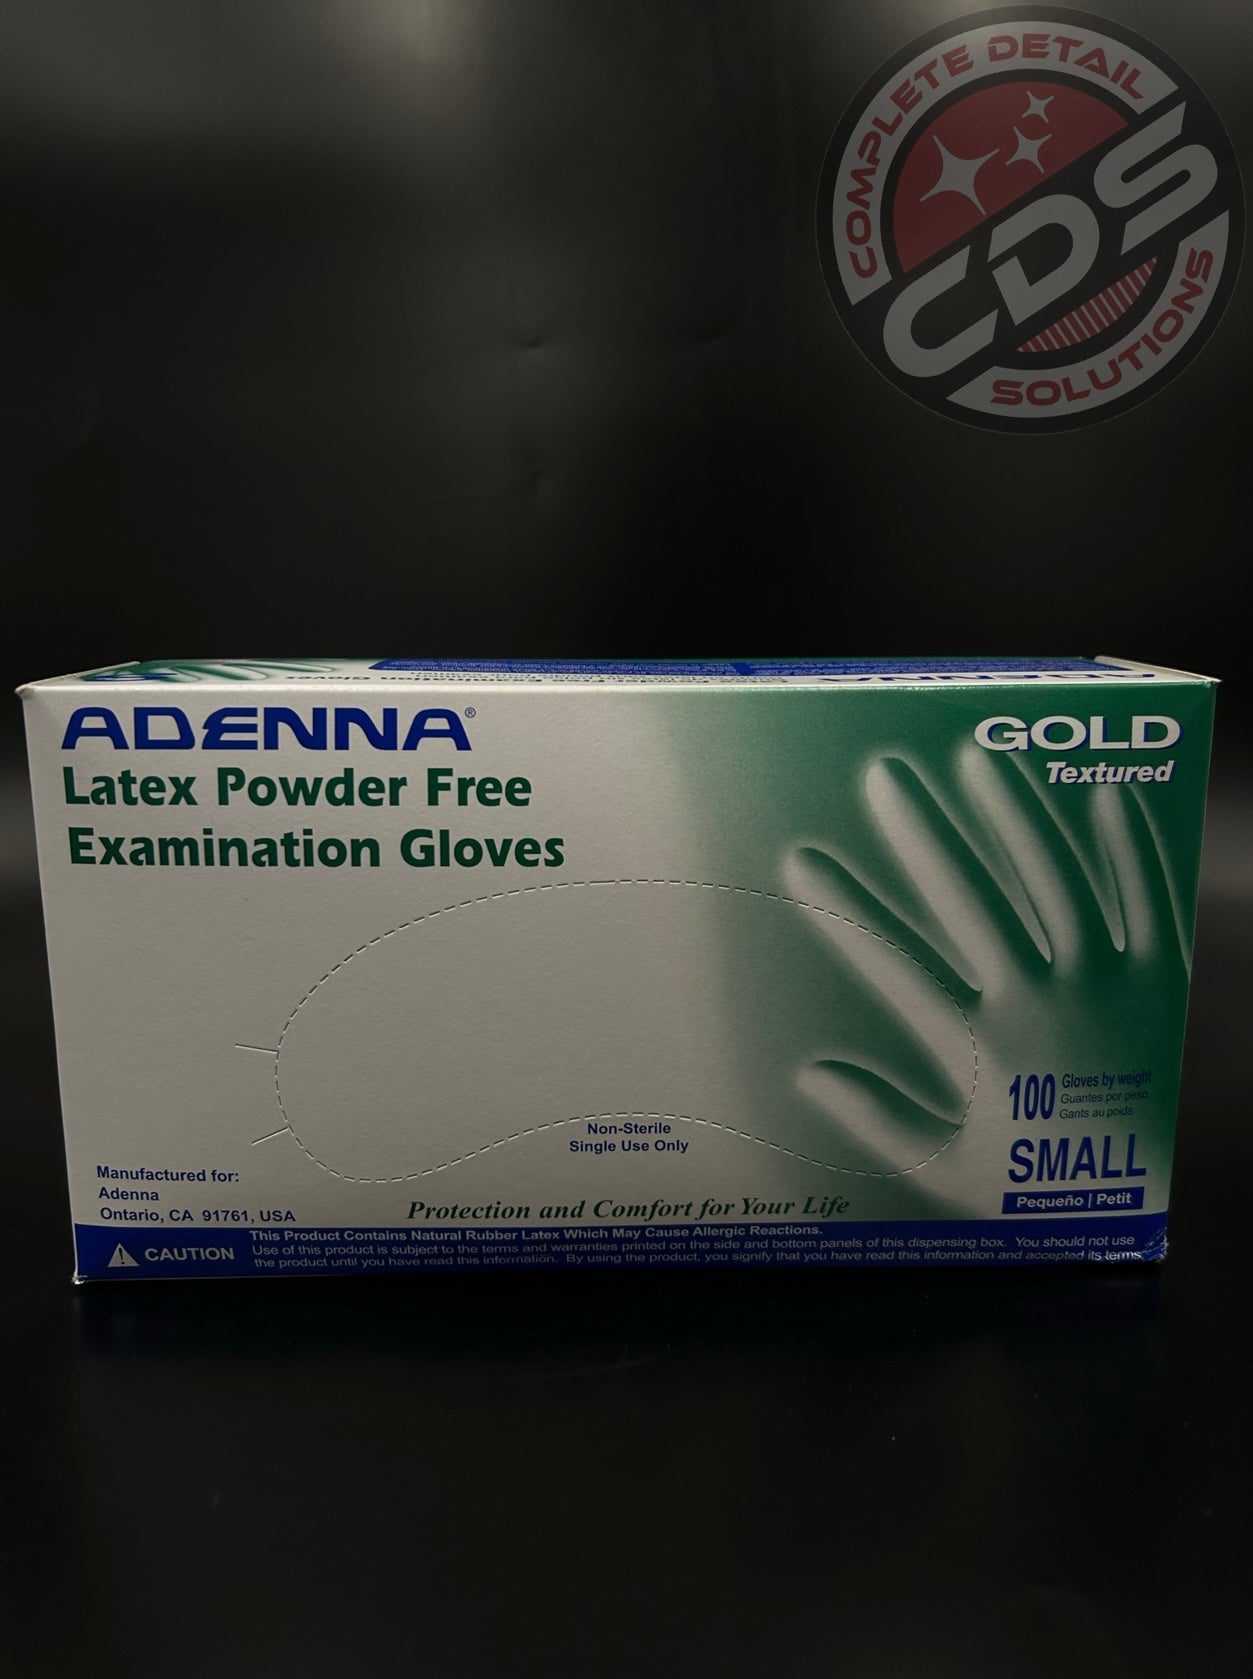 COMPLETE DETAIL
CDS
SOLUTIONS
ADENNA®
Latex Powder Free
Examination Gloves
GOLD
Textured
100 Gloves by weight
Guantes por peso
Gants au poids
SMALL
Pequeño | Petit
Non-Sterile
Single Use Only
Manufactured for:
Adenna
Ontario, CA 91761, USA
Protection and Comfort for Your Life
CAUTION
This Product Contains Natural Rubber Latex Which May Cause Allergic Reactions.
Use of this product is subject to the terms and warranties printed on the side and bottom panels of this dispensing box. You should not use
the product until you have read this information. By using the product, you signify that you have read this information and accepted its terms.